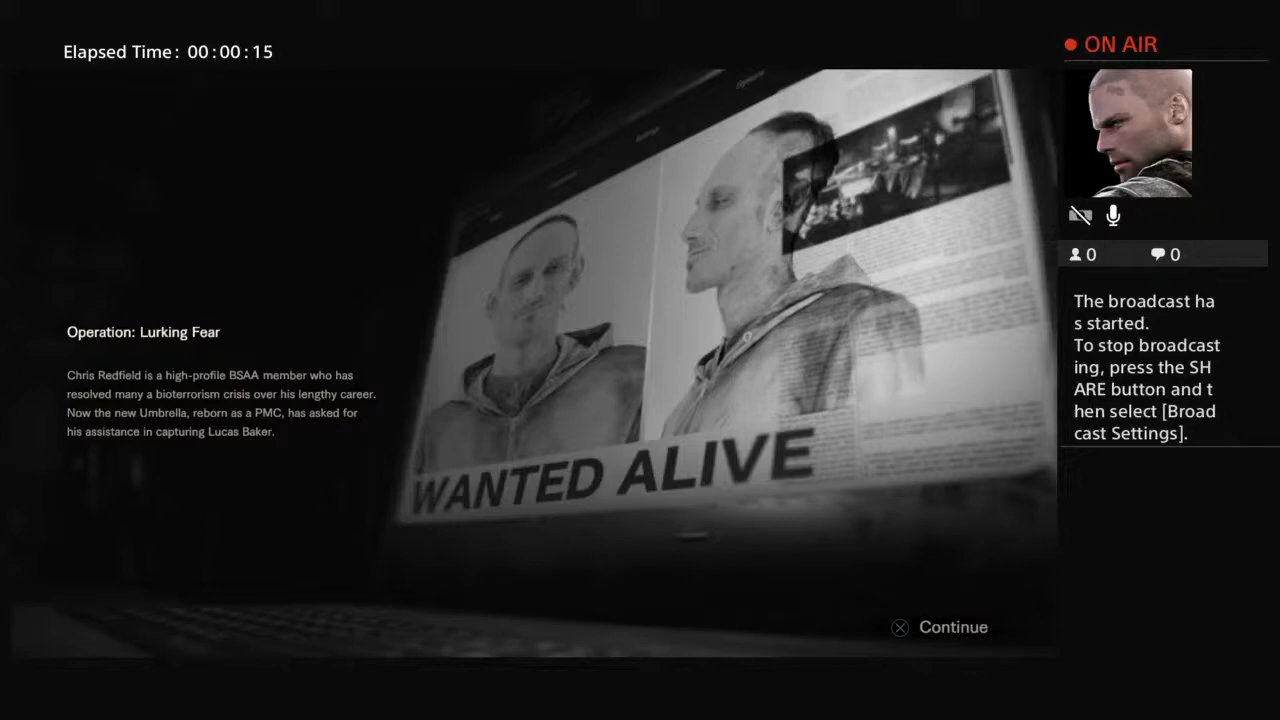 Elapsed Time: 00:00:15
ON AIR
0
0
The broadcast ha
s started.
To stop broadcast
ing, press the SH
ARE button and t
hen select [Broad
cast Settings].
Operation: Lurking Fear
Chris Redfield is a high-profile BSAA member who has
resolved many a bioterrorism crisis over his lengthy career.
Now the new Umbrella, reborn as a PMC, has asked for
his assistance in capturing Lucas Baker.
WANTED ALIVE
Continue